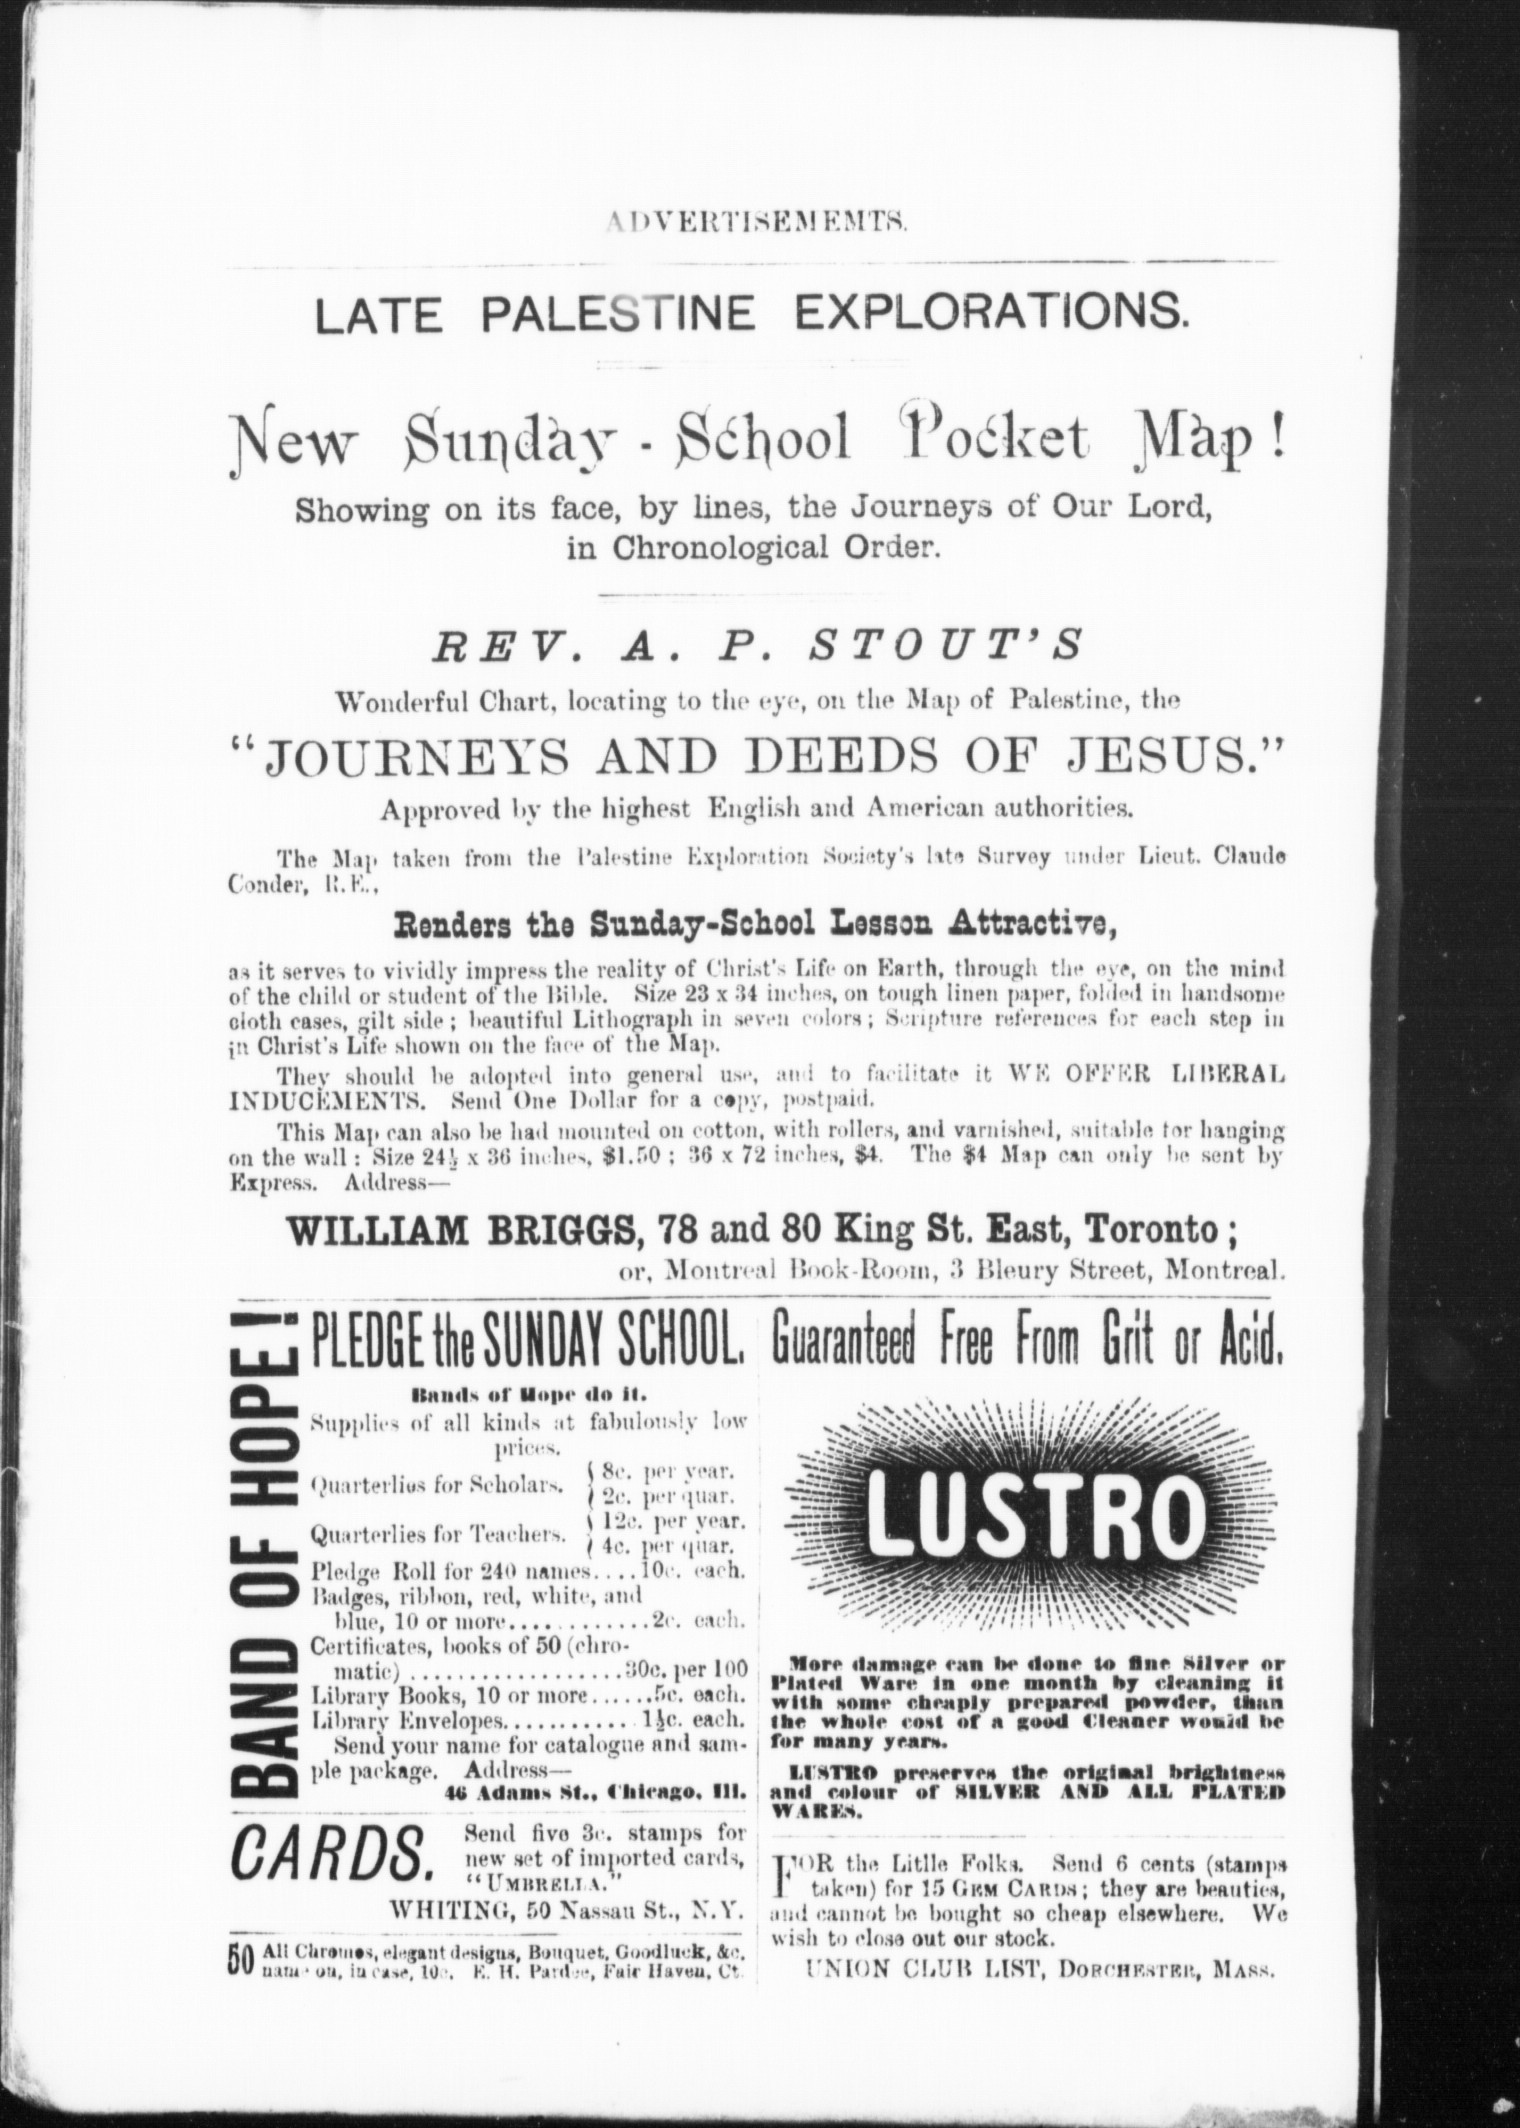 ADVERTISEMEMTS.
LATE PALESTINE EXPLORATIONS.
New Sunday-School Pocket Map!
Showing on its face, by lines, the Journeys of Our Lord,
in Chronological Order.
REV. A. P. STOUT'S
Wonderful Chart, locating to the eye, on the Map of Palestine, the
"JOURNEYS AND DEEDS OF JESUS."
Approved by the highest English and American authorities.
The Map taken from the Palestine Exploration Society's late Survey under Lieut. Claude
Conder, R.E.,
Renders the Sunday-School Lesson Attractive,
as it serves to vividly impress the reality of Christ's Life on Earth, through the eye, on the mind
of the child or student of the Bible. Size 23 x 34 inches, on tough linen paper, folded in handsome
cloth cases, gilt side; beautiful Lithograph in seven colors; Scripture references for each step in
in Christ's Life shown on the face of the Map.
They should be adopted into general use, and to facilitate it WE OFFER LIBERAL
INDUCEMENTS. Send One Dollar for a copy, postpaid.
This Map can also be had mounted on cotton, with rollers, and varnished, suitable for hanging
on the wall: Size 24½ x 36 inches, $1.50; 36 x 72 inches, $4. The $4 Map can only be sent by
Express. Address—
WILLIAM BRIGGS, 78 and 80 King St. East, Toronto;
or, Montreal Book-Room, 3 Bleury Street, Montreal.
BAND OF HOPE!
PLEDGE the SUNDAY SCHOOL.
Bands of Hope do it.
Supplies of all kinds at fabulously low
prices.
Quarterlies for Scholars. { 8c. per year.
{ 2c. per quar.
Quarterlies for Teachers. { 12c. per year.
{ 4c. per quar.
Pledge Roll for 240 names....10c. each.
Badges, ribbon, red, white, and
blue, 10 or more............2c. each.
Certificates, books of 50 (chro-
matic)..................30c. per 100
Library Books, 10 or more......5c. each.
Library Envelopes............1½c. each.
Send your name for catalogue and sam-
ple package. Address—
46 Adams St., Chicago, Ill.
CARDS. Send five 3c. stamps for
new set of imported cards,
"UMBRELLA."
WHITING, 50 Nassau St., N.Y.
50 All Chromos, elegant designs, Bouquet, Goodluck, &c.
name on, in case, 10c. E. H. Pardee, Fair Haven, Ct.
Guaranteed Free From Grit or Acid.
LUSTRO
More damage can be done to fine Silver or
Plated Ware in one month by cleaning it
with some cheaply prepared powder, than
the whole cost of a good Cleaner would be
for many years.
LUSTRO preserves the original brightness
and colour of SILVER AND ALL PLATED
WARES.
FOR the Litlle Folks. Send 6 cents (stamps
taken) for 15 GEM CARDS; they are beauties,
and cannot be bought so cheap elsewhere. We
wish to close out our stock.
UNION CLUB LIST, DORCHESTER, MASS.